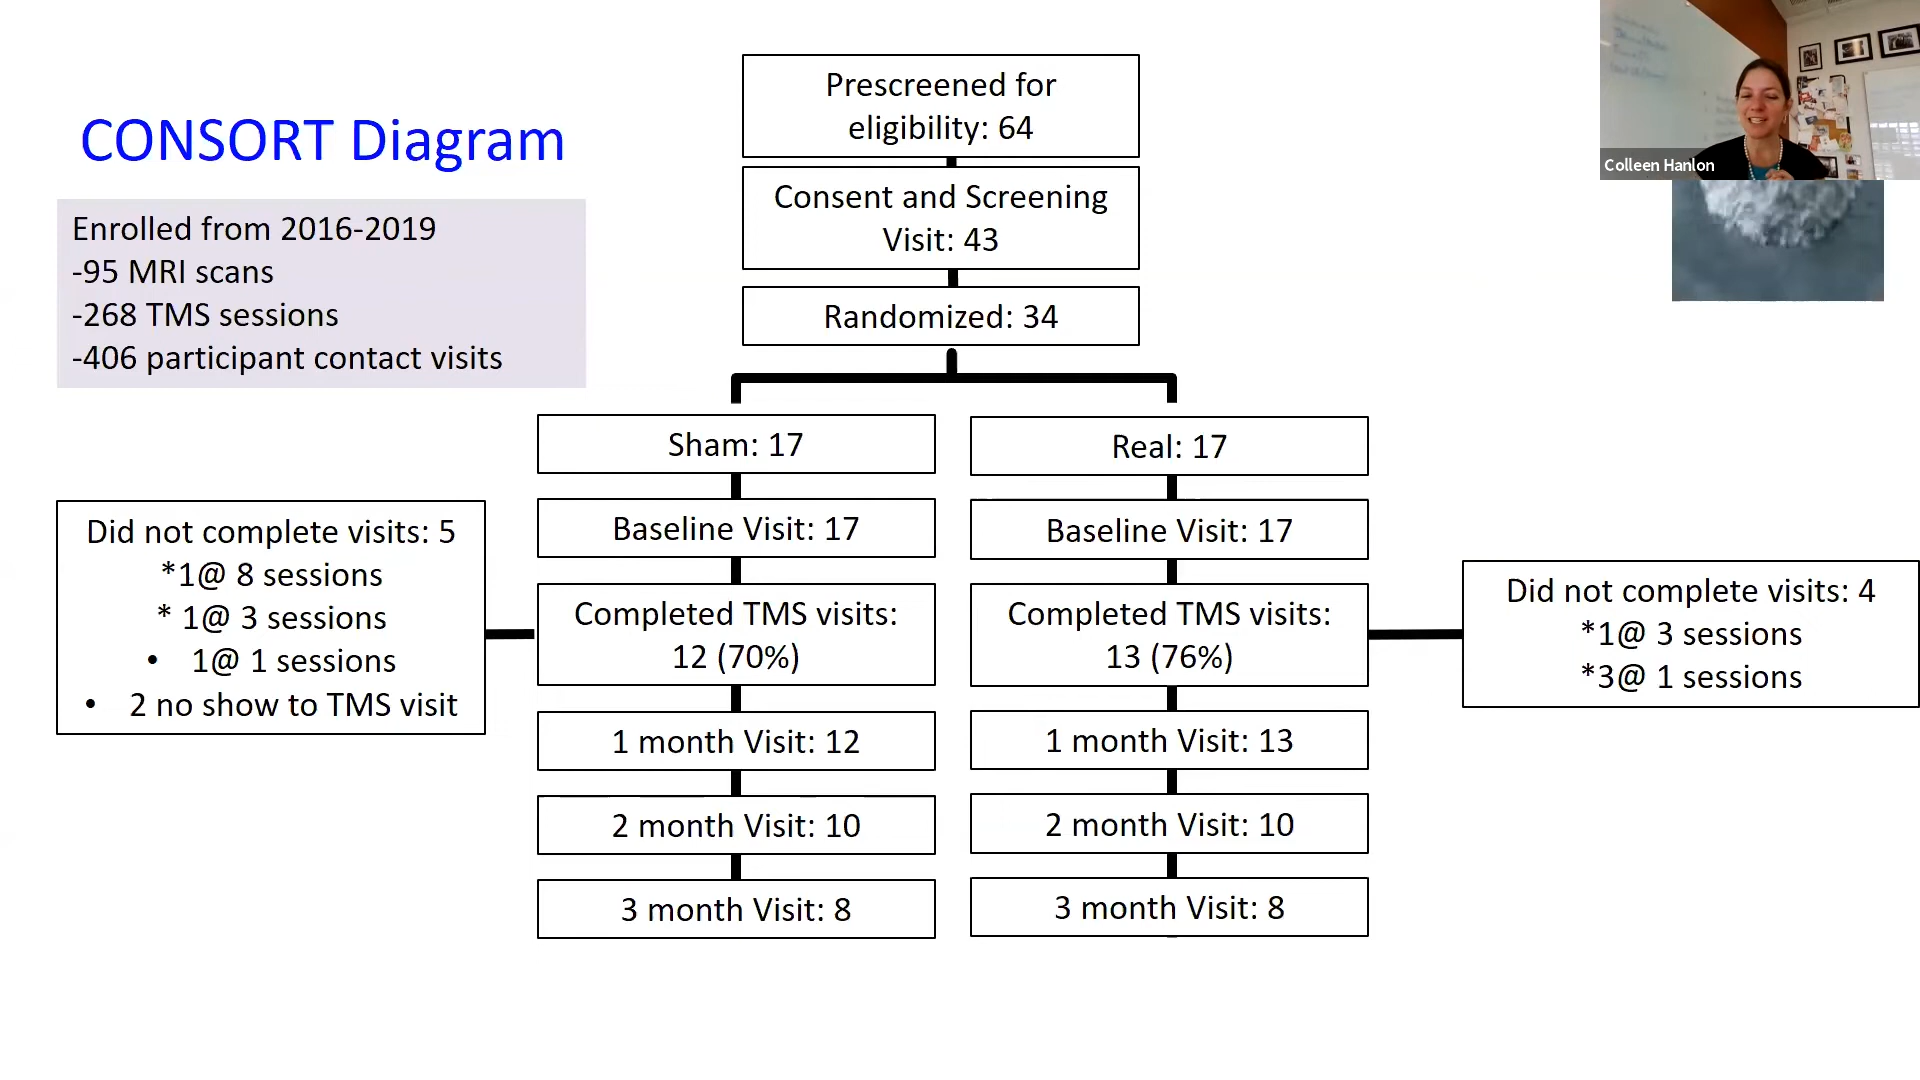 CONSORT Diagram
Enrolled from 2016-2019
-95 MRI scans
-268 TMS sessions
-406 participant contact visits
Prescreened for
eligibility: 64
Consent and Screening
Visit: 43
Randomized: 34
Sham: 17
Baseline Visit: 17
Completed TMS visits:
12 (70%)
1 month Visit: 12
2 month Visit: 10
3 month Visit: 8
Real: 17
Baseline Visit: 17
Completed TMS visits:
13 (76%)
1 month Visit: 13
2 month Visit: 10
3 month Visit: 8
Did not complete visits: 5
*1@ 8 sessions
* 1@ 3 sessions
• 1@ 1 sessions
• 2 no show to TMS visit
Did not complete visits: 4
*1@ 3 sessions
*3@ 1 sessions
Colleen Hanlon